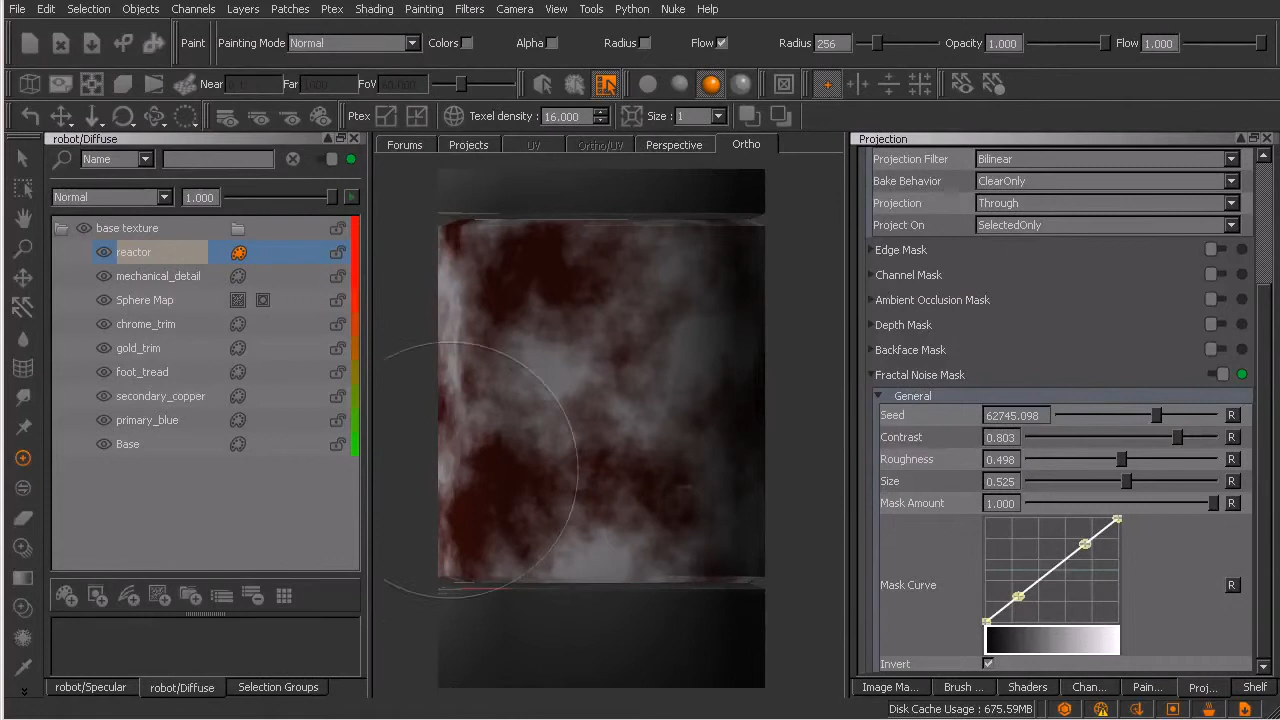 File Edit Selection Objects Channels Layers Patches Ptex Shading Painting Filters Camera View Tools Python Nuke Help
Paint Painting Mode Normal Colors Alpha Radius Flow Radius 256 Opacity 1.000 Flow 1.000
Near 0.1 Far 1000 FoV 60.000
Ptex Texel density: 16.000 Size : 1
robot/Diffuse
Name
Normal 1.000
base texture
reactor
mechanical_detail
Sphere Map
chrome_trim
gold_trim
foot_tread
secondary_copper
primary_blue
Base
robot/Specular robot/Diffuse Selection Groups
Forums Projects UV Ortho/UV Perspective Ortho
Projection
Projection Filter Bilinear
Bake Behavior ClearOnly
Projection Through
Project On SelectedOnly
Edge Mask
Channel Mask
Ambient Occlusion Mask
Depth Mask
Backface Mask
Fractal Noise Mask
General
Seed 62745.098 R
Contrast 0.803 R
Roughness 0.498 R
Size 0.525 R
Mask Amount 1.000 R
Mask Curve R
Invert
Image Ma... Brush ... Shaders Chan... Pain... Proj... Shelf
Disk Cache Usage : 675.59MB